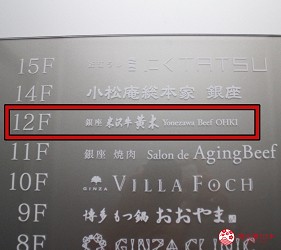 15F
14F 小松庵総本家 銀座
12F 銀座 米沢牛 黄木 Yonezawa Beef OHKI
11F 銀座 焼肉 Salon de AgingBeef
10F GINZA VILLA FOCH
9F 博多もつ鍋 おおやま
8F GINZA CLINIC